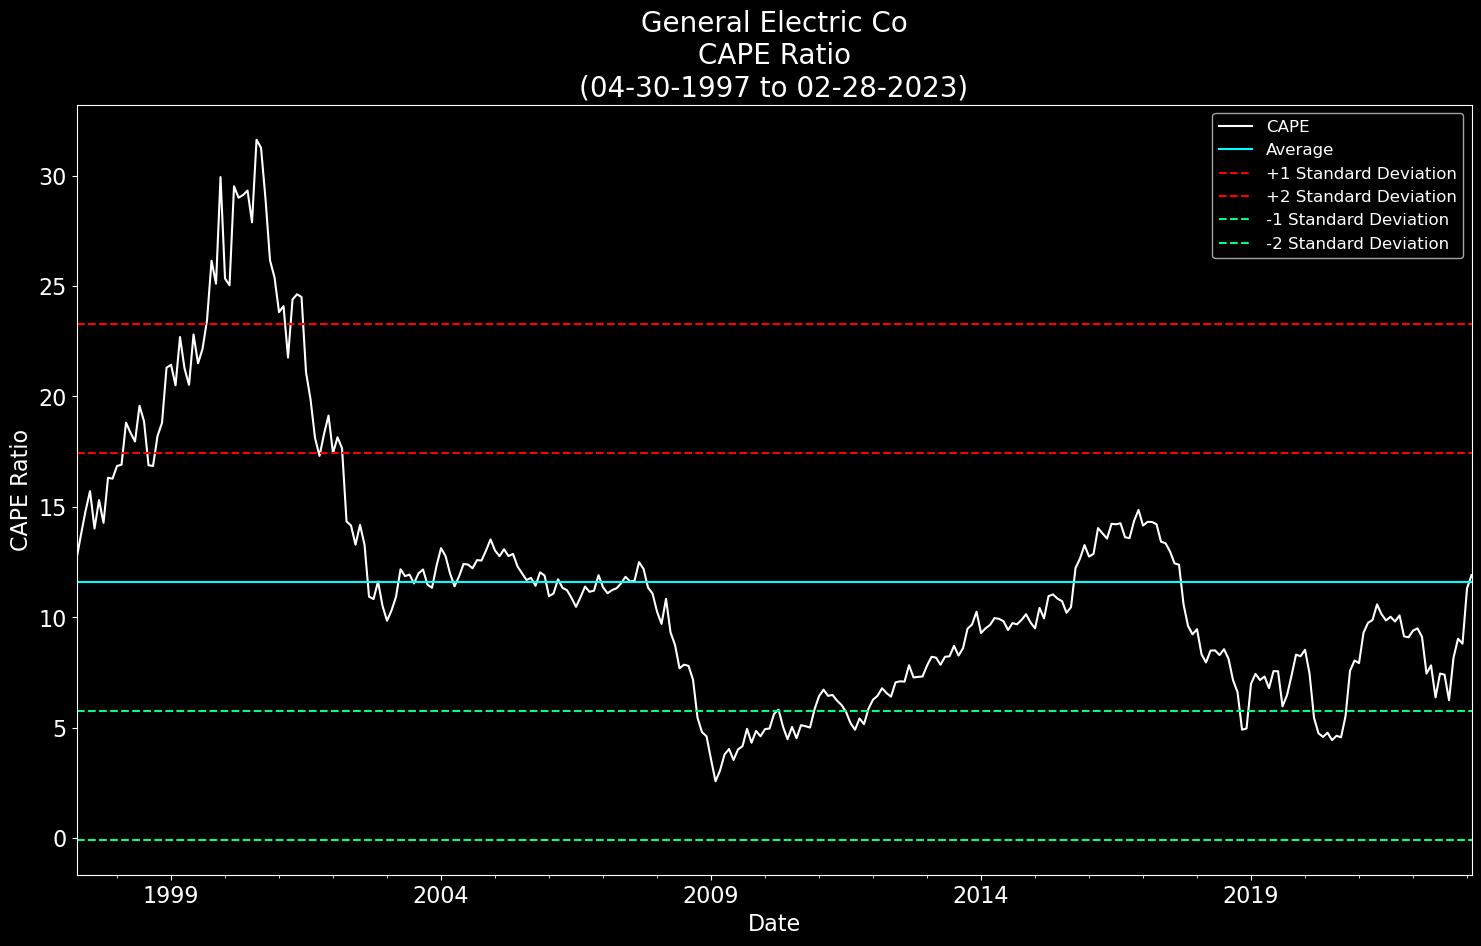 General Electric Co
CAPE Ratio
(04-30-1997 to 02-28-2023)
CAPE
Average
+1 Standard Deviation
+2 Standard Deviation
-1 Standard Deviation
-2 Standard Deviation
CAPE Ratio
30
25
20
15
10
5
0
1999 2004 2009 2014 2019
Date